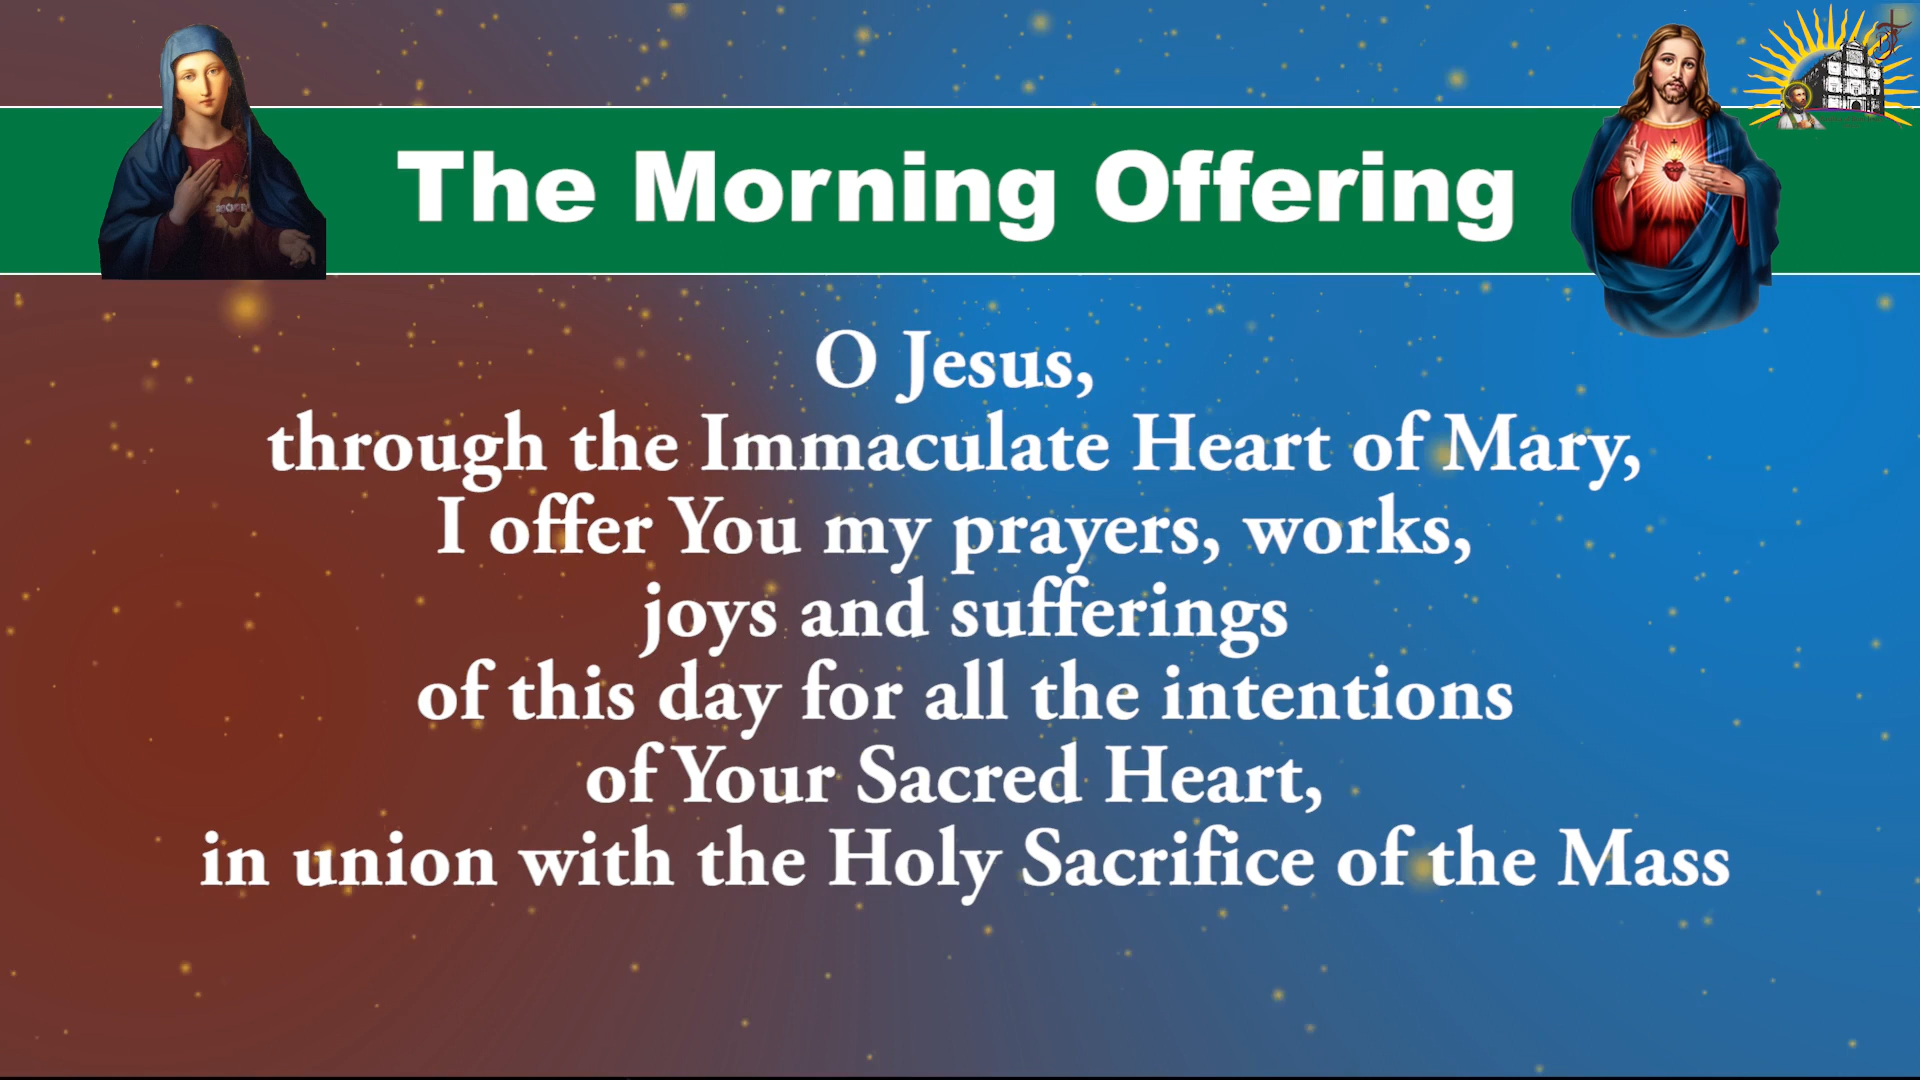 The Morning Offering
O Jesus,
through the Immaculate Heart of Mary,
I offer You my prayers, works,
joys and sufferings
of this day for all the intentions
of Your Sacred Heart,
in union with the Holy Sacrifice of the Mass